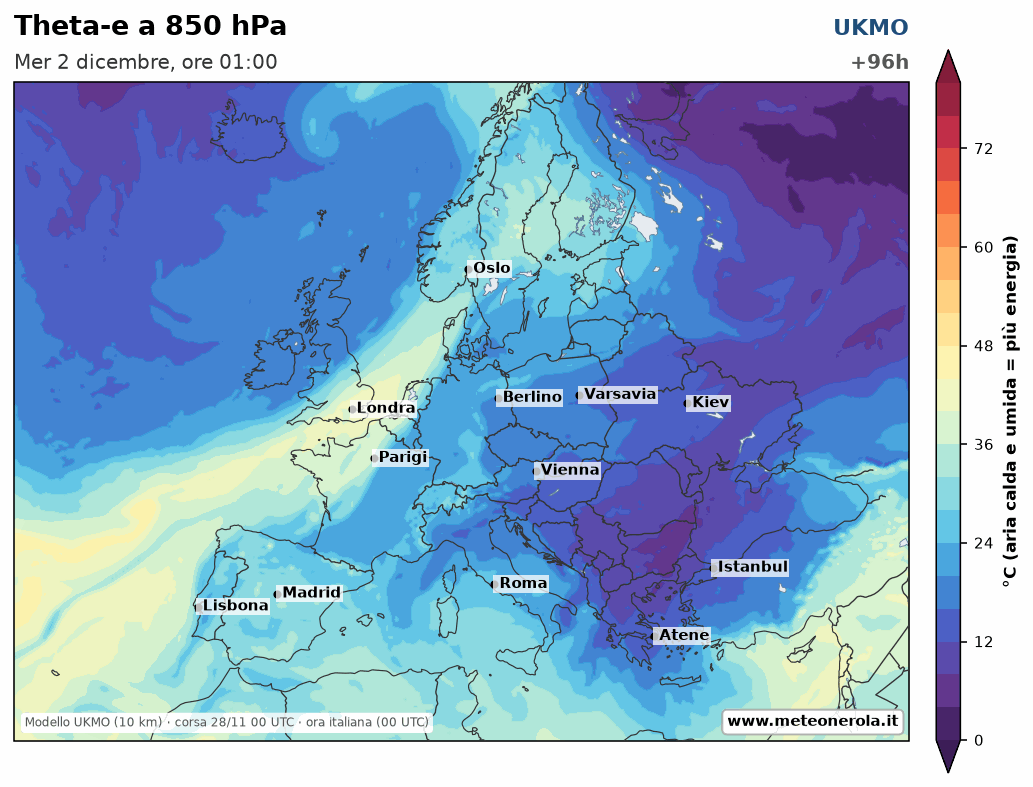 Theta-e a 850 hPa
UKMO
Mer 2 dicembre, ore 01:00
+96h
72
60
48
36
24
12
0
°C (aria calda e umida = più energia)
Oslo
Londra
Berlino
Varsavia
Kiev
Parigi
Vienna
Istanbul
Roma
Madrid
Lisbona
Atene
Modello UKMO (10 km) · corsa 28/11 00 UTC · ora italiana (00 UTC)
www.meteonerola.it